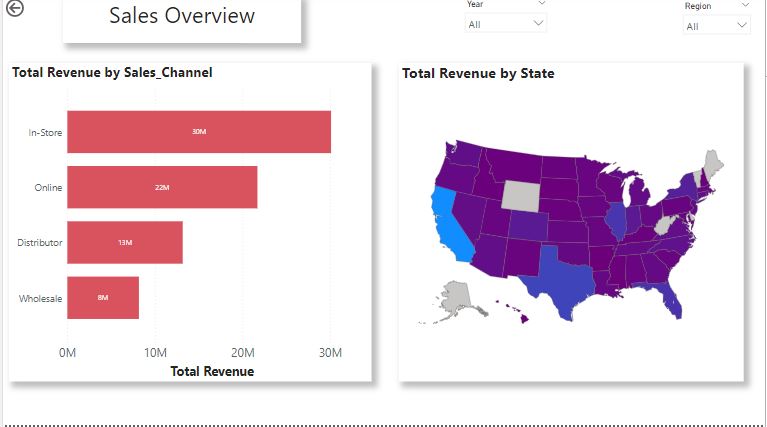 Sales Overview
Year
All
Region
All
Total Revenue by Sales_Channel
In-Store
30M
Online
22M
Distributor
13M
Wholesale
8M
0M
10M
20M
30M
Total Revenue
Total Revenue by State